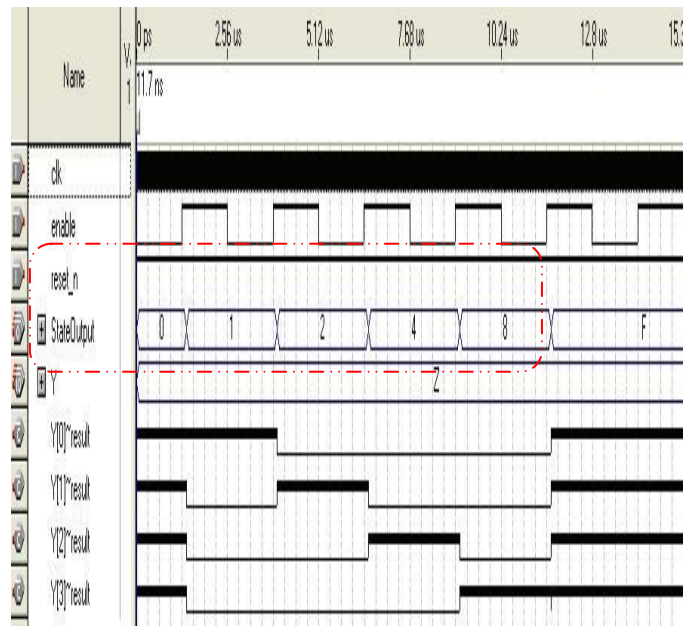 Name
V.
1
0 ps 2.56 us 5.12 us 7.68 us 10.24 us 12.8 us 15.3
11.7 ns
clk
enable
reset_n
StateOutput 0 1 2 4 8 F
Y Z
Y[0]~result
Y[1]~result
Y[2]~result
Y[3]~result